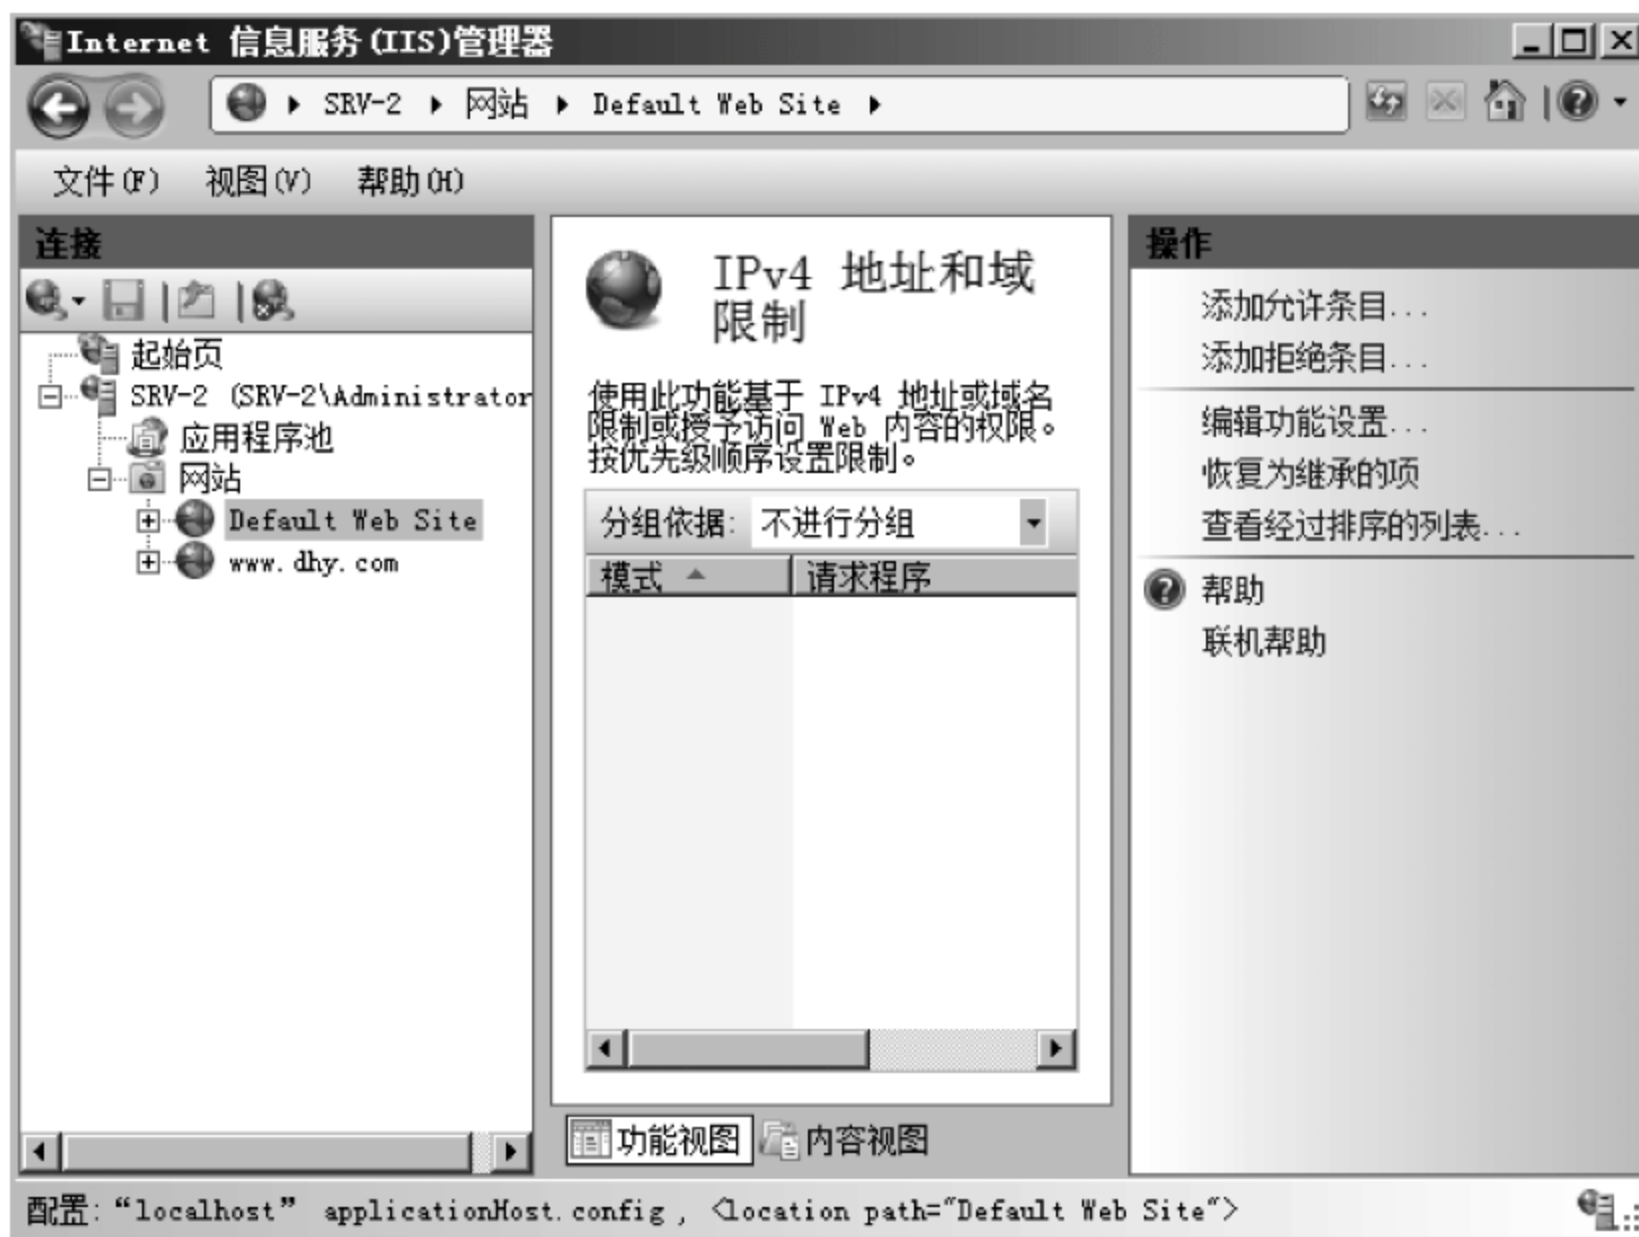 Internet 信息服务(IIS)管理器
SRV-2 网站 Default Web Site
文件(F) 视图(V) 帮助(H)
连接
起始页
SRV-2 (SRV-2\Administrator
应用程序池
网站
Default Web Site
www.dhy.com
IPv4 地址和域
限制
使用此功能基于 IPv4 地址或域名
限制或授予访问 Web 内容的权限。
按优先级顺序设置限制。
分组依据: 不进行分组
模式 请求程序
功能视图 内容视图
操作
添加允许条目...
添加拒绝条目...
编辑功能设置...
恢复为继承的项
查看经过排序的列表...
帮助
联机帮助
配置:“localhost” applicationHost.config , <location path="Default Web Site">